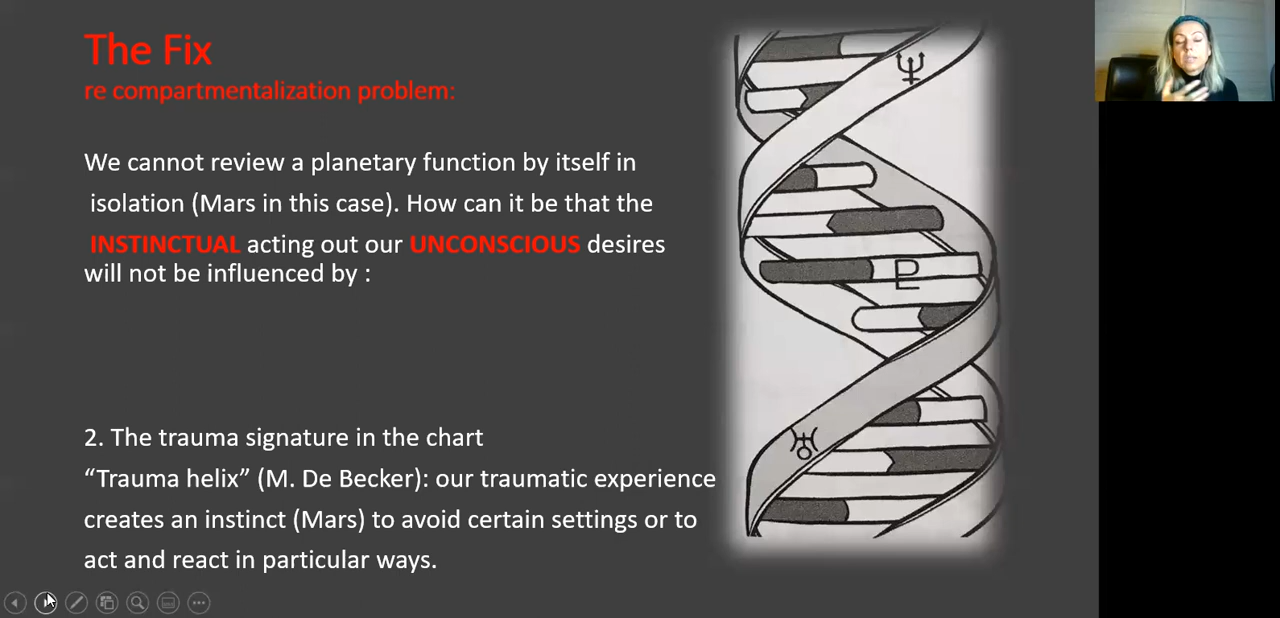 The Fix
re compartmentalization problem:
We cannot review a planetary function by itself in
isolation (Mars in this case). How can it be that the
INSTINCTUAL acting out our UNCONSCIOUS desires
will not be influenced by :
2. The trauma signature in the chart
“Trauma helix” (M. De Becker): our traumatic experience
creates an instinct (Mars) to avoid certain settings or to
act and react in particular ways.